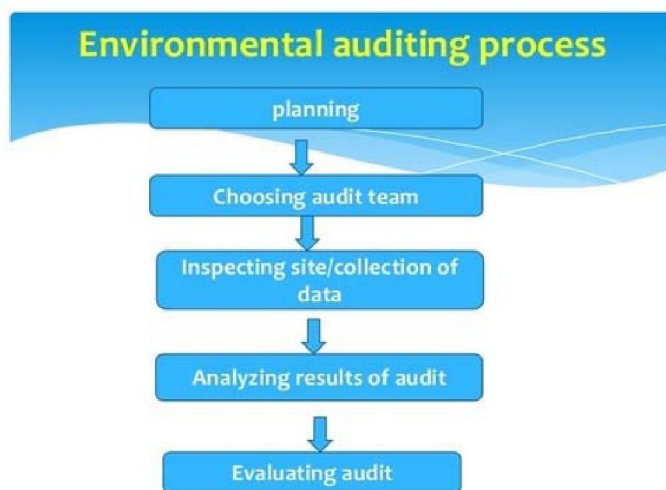 Environmental auditing process
planning
Choosing audit team
Inspecting site/collection of
data
Analyzing results of audit
Evaluating audit